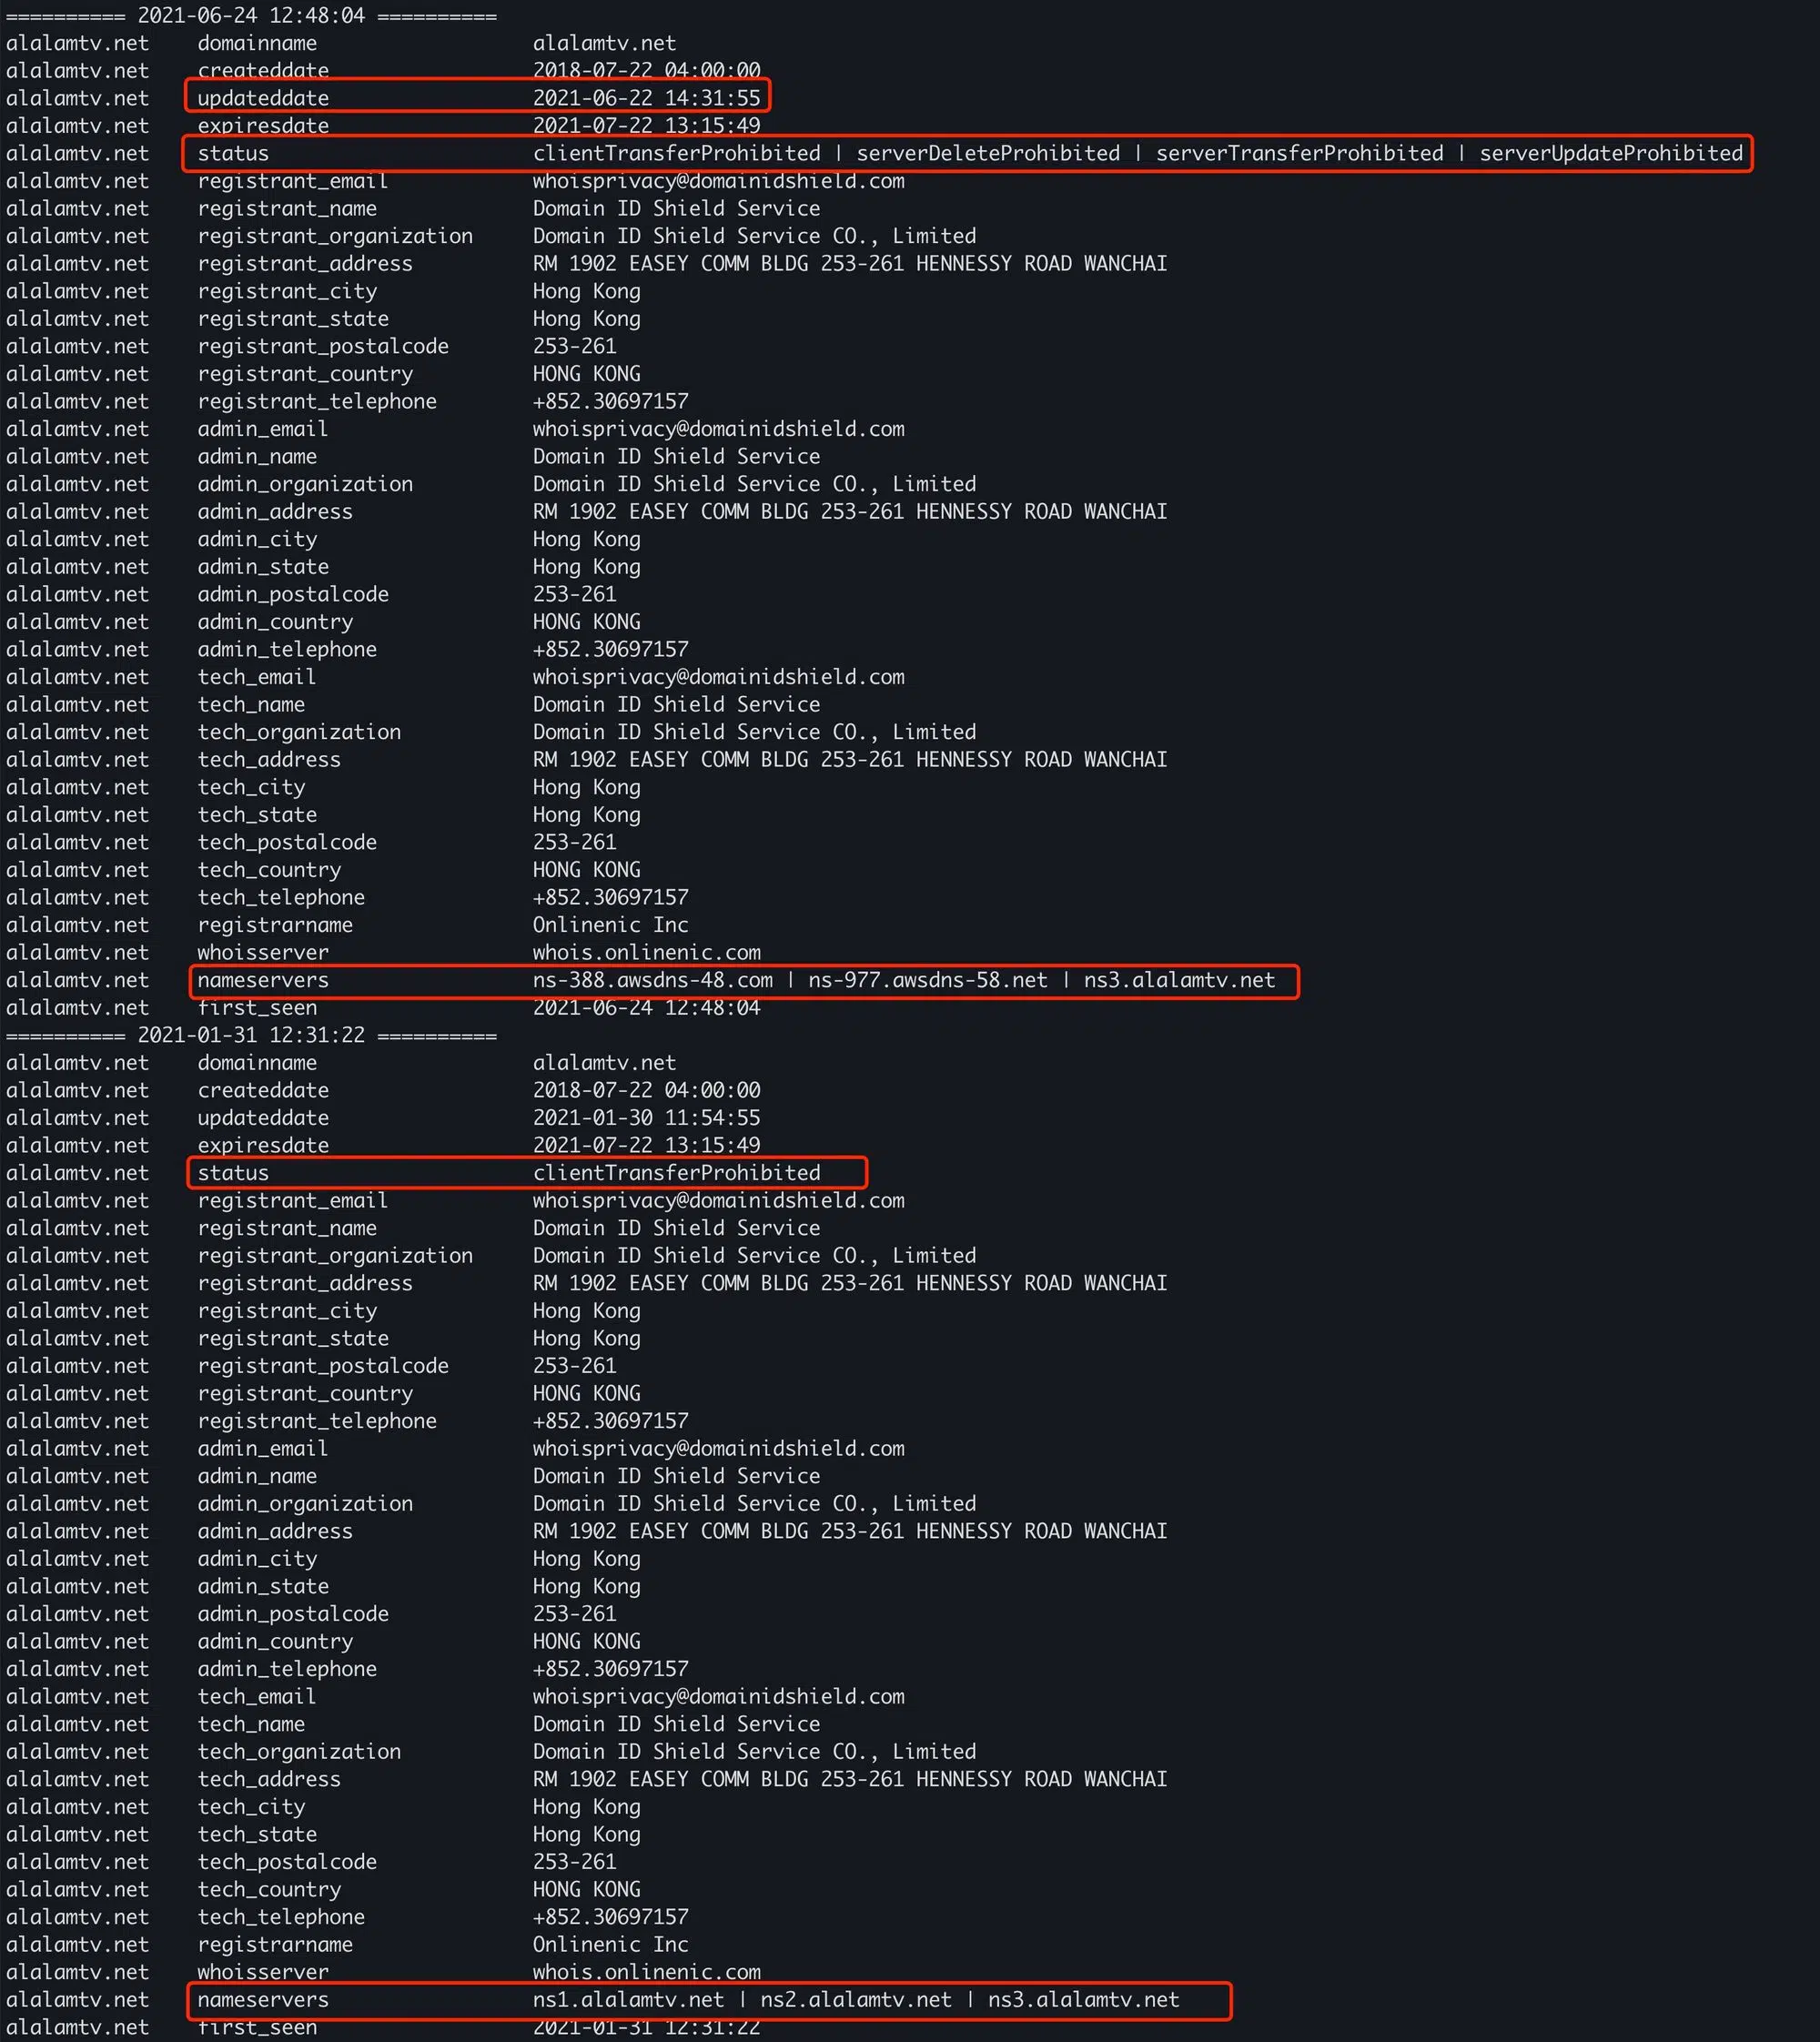 ========== 2021-06-24 12:48:04 ==========
alalamtv.net domainname alalamtv.net
alalamtv.net createddate 2018-07-22 04:00:00
alalamtv.net updateddate 2021-06-22 14:31:55
alalamtv.net expiresdate 2021-07-22 13:15:49
alalamtv.net status clientTransferProhibited | serverDeleteProhibited | serverTransferProhibited | serverUpdateProhibited
alalamtv.net registrant_email whoisprivacy@domainidshield.com
alalamtv.net registrant_name Domain ID Shield Service
alalamtv.net registrant_organization Domain ID Shield Service CO., Limited
alalamtv.net registrant_address RM 1902 EASEY COMM BLDG 253-261 HENNESSY ROAD WANCHAI
alalamtv.net registrant_city Hong Kong
alalamtv.net registrant_state Hong Kong
alalamtv.net registrant_postalcode 253-261
alalamtv.net registrant_country HONG KONG
alalamtv.net registrant_telephone +852.30697157
alalamtv.net admin_email whoisprivacy@domainidshield.com
alalamtv.net admin_name Domain ID Shield Service
alalamtv.net admin_organization Domain ID Shield Service CO., Limited
alalamtv.net admin_address RM 1902 EASEY COMM BLDG 253-261 HENNESSY ROAD WANCHAI
alalamtv.net admin_city Hong Kong
alalamtv.net admin_state Hong Kong
alalamtv.net admin_postalcode 253-261
alalamtv.net admin_country HONG KONG
alalamtv.net admin_telephone +852.30697157
alalamtv.net tech_email whoisprivacy@domainidshield.com
alalamtv.net tech_name Domain ID Shield Service
alalamtv.net tech_organization Domain ID Shield Service CO., Limited
alalamtv.net tech_address RM 1902 EASEY COMM BLDG 253-261 HENNESSY ROAD WANCHAI
alalamtv.net tech_city Hong Kong
alalamtv.net tech_state Hong Kong
alalamtv.net tech_postalcode 253-261
alalamtv.net tech_country HONG KONG
alalamtv.net tech_telephone +852.30697157
alalamtv.net registrarname Onlinenic Inc
alalamtv.net whoisserver whois.onlinenic.com
alalamtv.net nameservers ns-388.awsdns-48.com | ns-977.awsdns-58.net | ns3.alalamtv.net
alalamtv.net first_seen 2021-06-24 12:48:04
========== 2021-01-31 12:31:22 ==========
alalamtv.net domainname alalamtv.net
alalamtv.net createddate 2018-07-22 04:00:00
alalamtv.net updateddate 2021-01-30 11:54:55
alalamtv.net expiresdate 2021-07-22 13:15:49
alalamtv.net status clientTransferProhibited
alalamtv.net registrant_email whoisprivacy@domainidshield.com
alalamtv.net registrant_name Domain ID Shield Service
alalamtv.net registrant_organization Domain ID Shield Service CO., Limited
alalamtv.net registrant_address RM 1902 EASEY COMM BLDG 253-261 HENNESSY ROAD WANCHAI
alalamtv.net registrant_city Hong Kong
alalamtv.net registrant_state Hong Kong
alalamtv.net registrant_postalcode 253-261
alalamtv.net registrant_country HONG KONG
alalamtv.net registrant_telephone +852.30697157
alalamtv.net admin_email whoisprivacy@domainidshield.com
alalamtv.net admin_name Domain ID Shield Service
alalamtv.net admin_organization Domain ID Shield Service CO., Limited
alalamtv.net admin_address RM 1902 EASEY COMM BLDG 253-261 HENNESSY ROAD WANCHAI
alalamtv.net admin_city Hong Kong
alalamtv.net admin_state Hong Kong
alalamtv.net admin_postalcode 253-261
alalamtv.net admin_country HONG KONG
alalamtv.net admin_telephone +852.30697157
alalamtv.net tech_email whoisprivacy@domainidshield.com
alalamtv.net tech_name Domain ID Shield Service
alalamtv.net tech_organization Domain ID Shield Service CO., Limited
alalamtv.net tech_address RM 1902 EASEY COMM BLDG 253-261 HENNESSY ROAD WANCHAI
alalamtv.net tech_city Hong Kong
alalamtv.net tech_state Hong Kong
alalamtv.net tech_postalcode 253-261
alalamtv.net tech_country HONG KONG
alalamtv.net tech_telephone +852.30697157
alalamtv.net registrarname Onlinenic Inc
alalamtv.net whoisserver whois.onlinenic.com
alalamtv.net nameservers ns1.alalamtv.net | ns2.alalamtv.net | ns3.alalamtv.net
alalamtv.net first_seen 2021-01-31 12:31:22